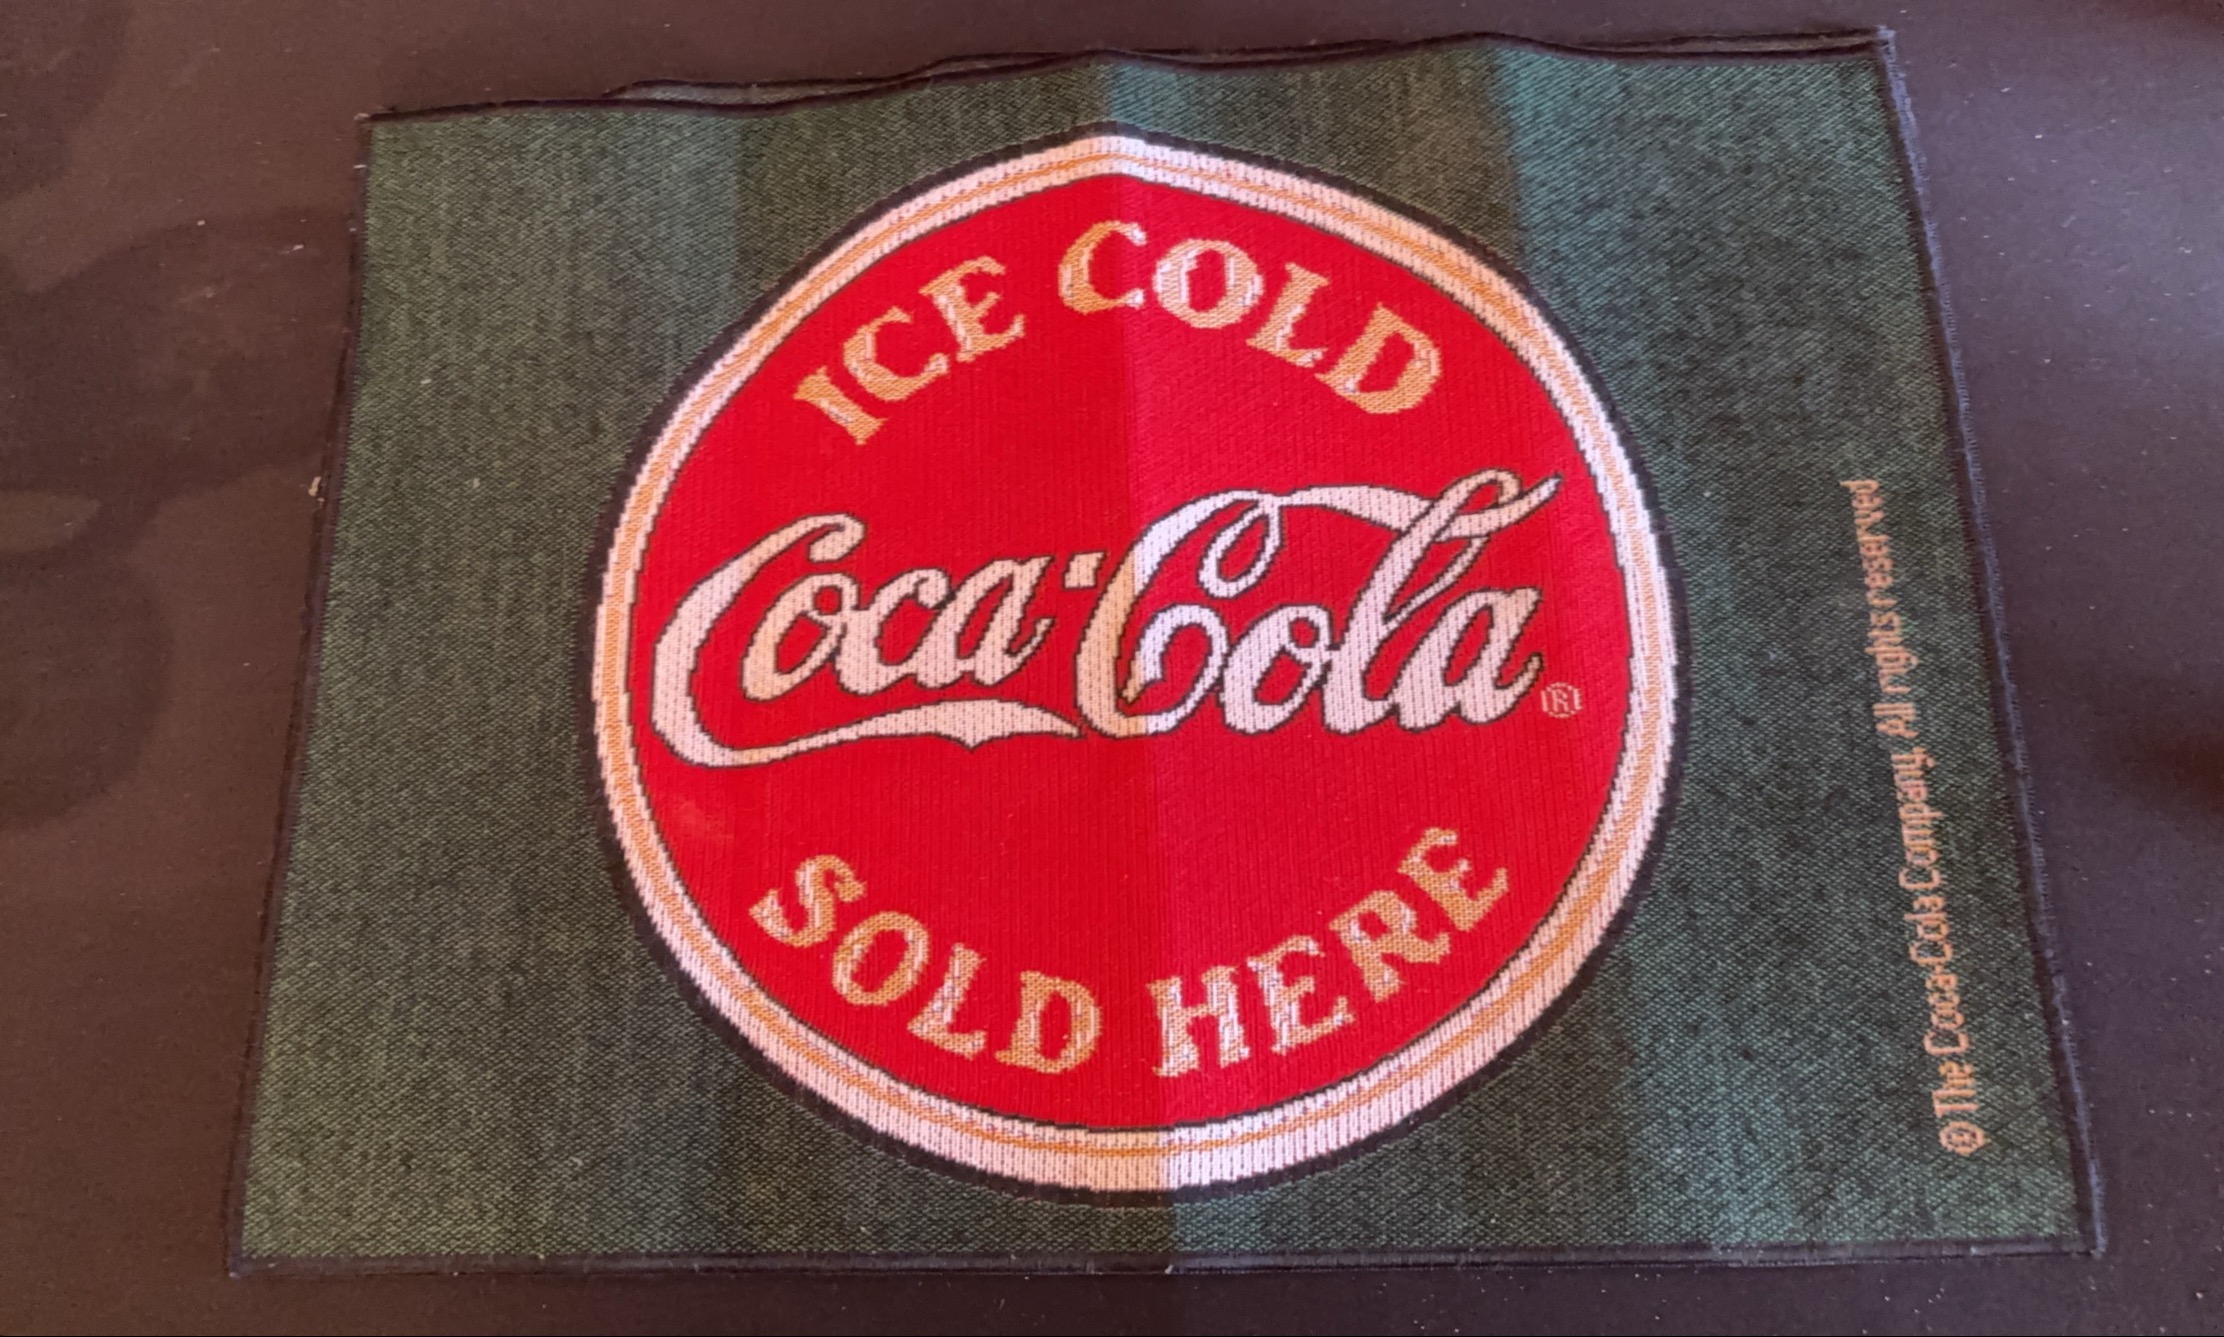 ICE COLD
Coca-Cola
®
SOLD HERE
© The Coca-Cola Company. All rights reserved